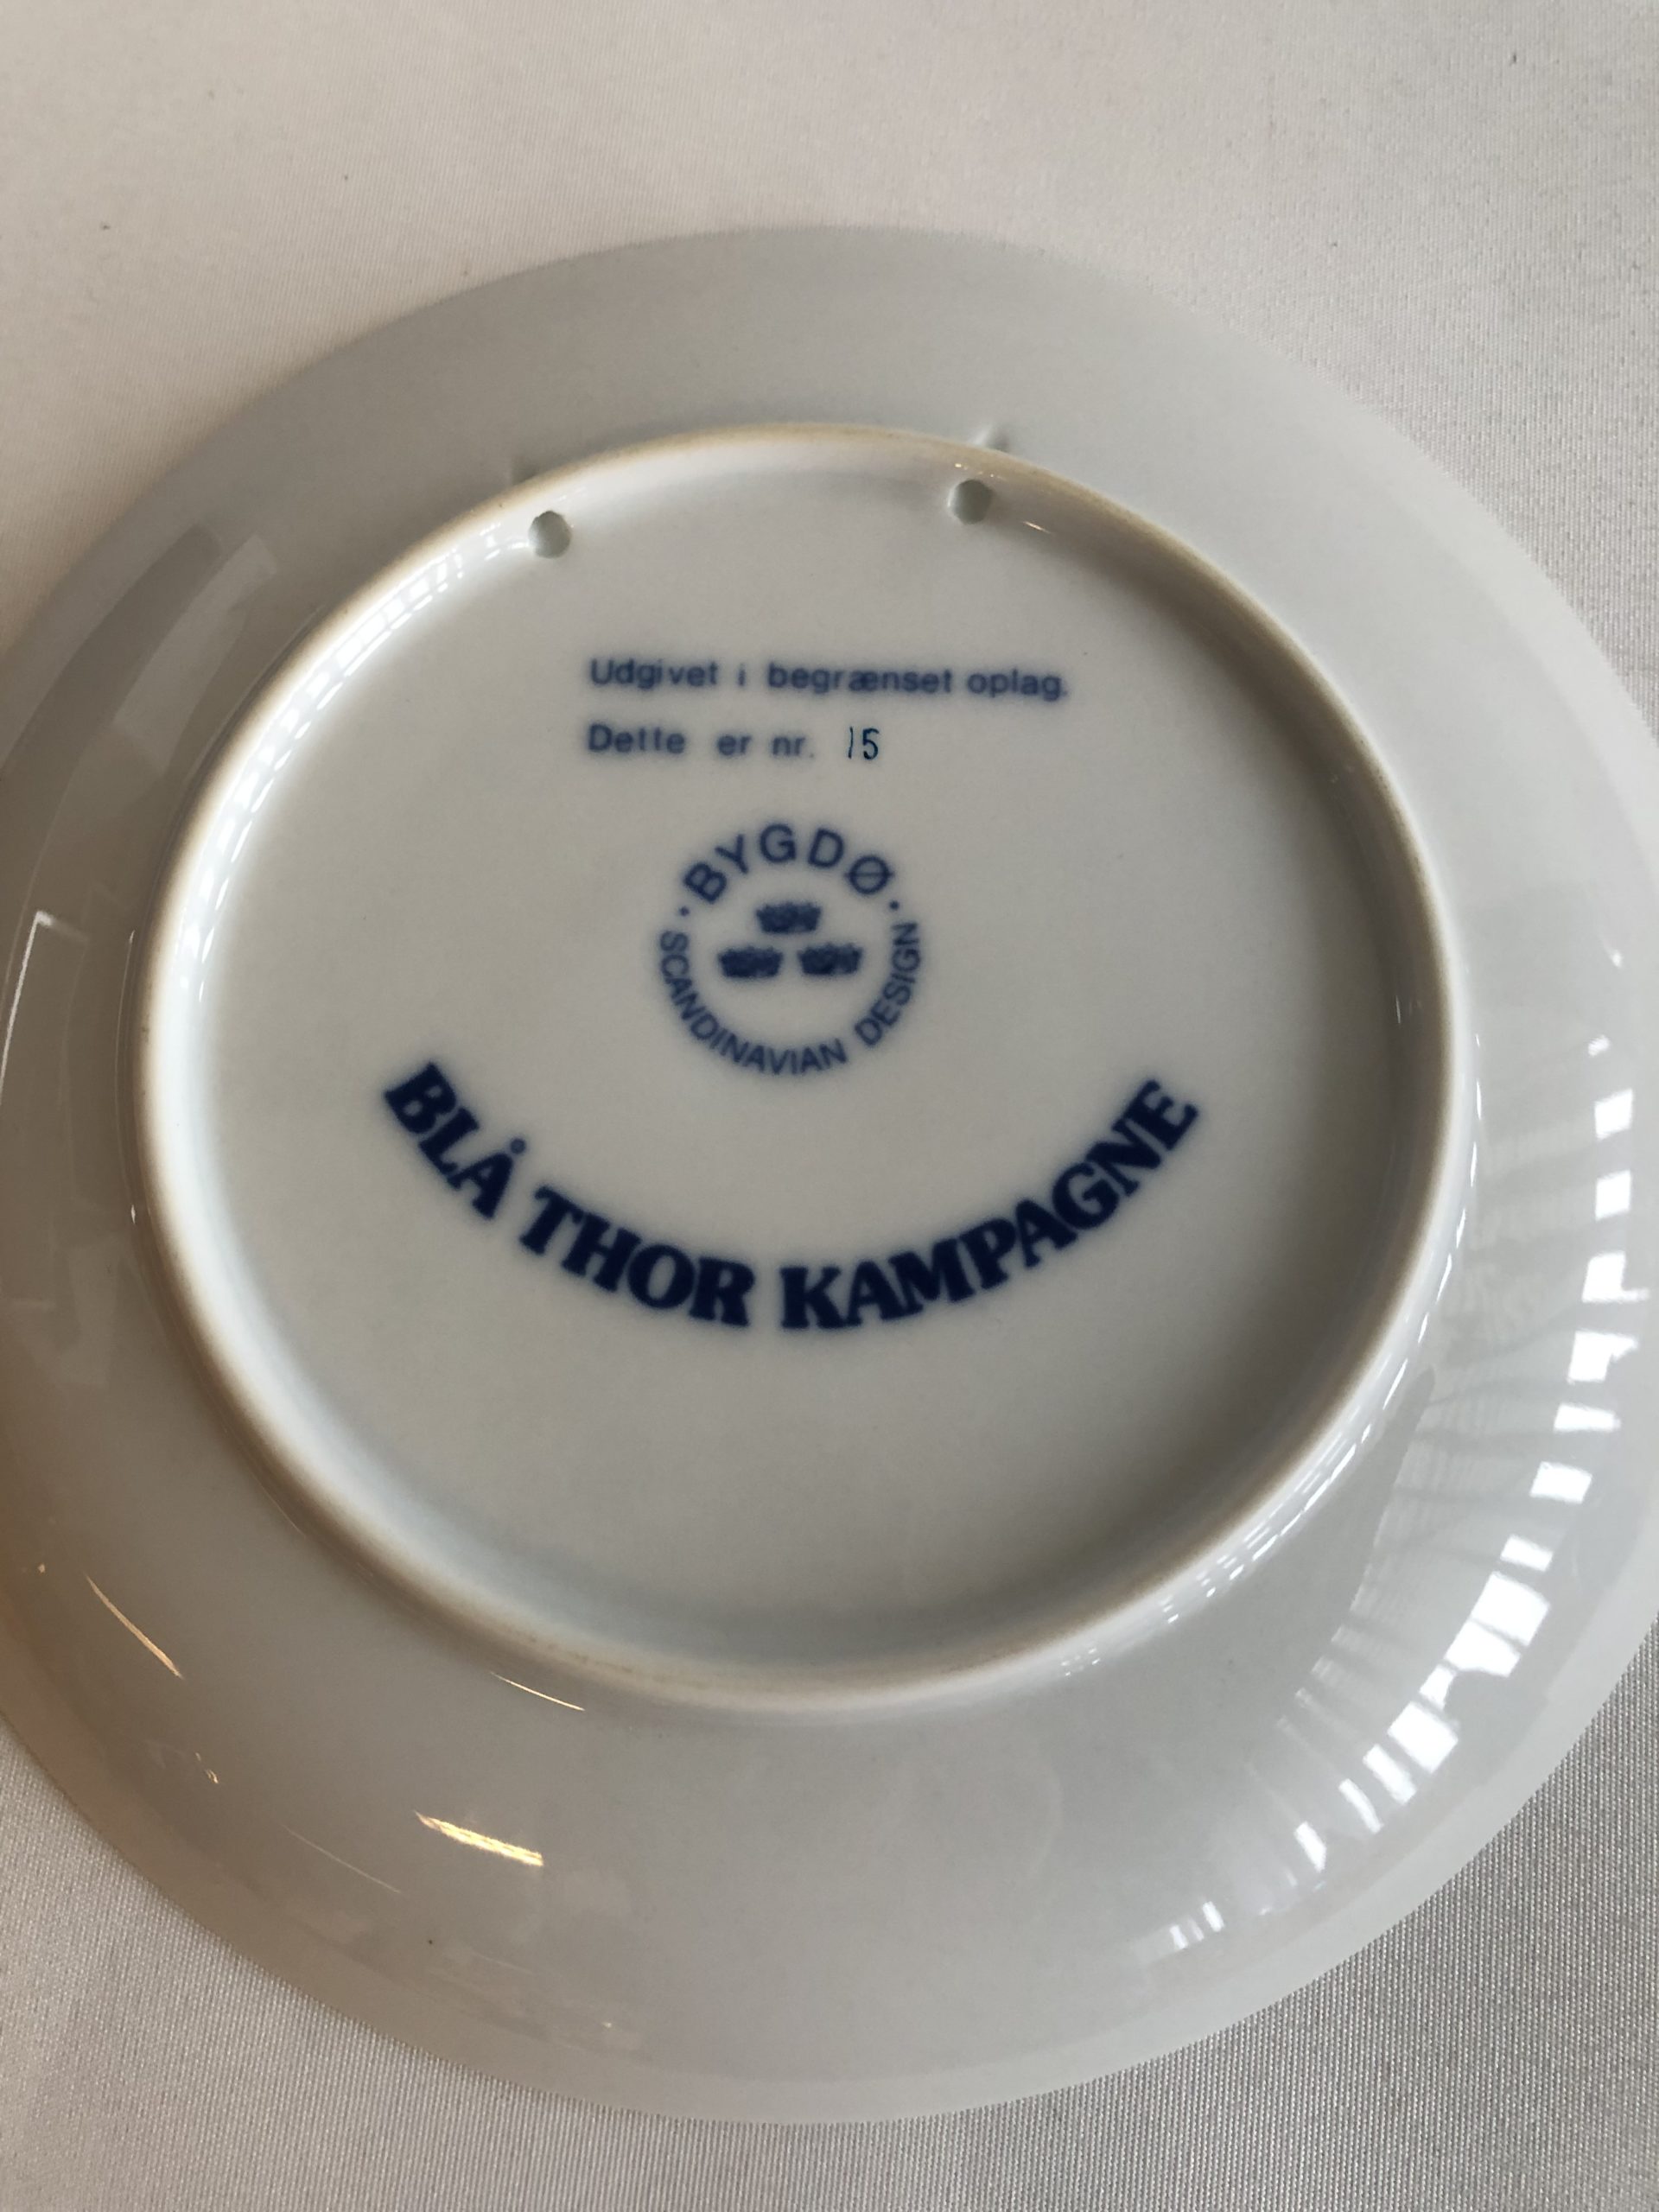 Udgivet i begrænset oplag.
Dette er nr. 15
· BYGDØ ·
SCANDINAVIAN DESIGN
BLÅ THOR KAMPAGNE